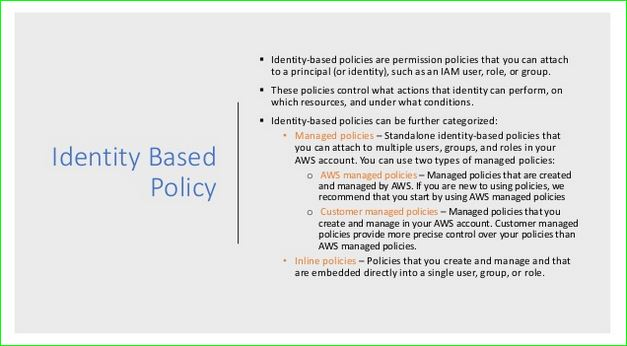 Identity Based
Policy
▪ Identity-based policies are permission policies that you can attach
to a principal (or identity), such as an IAM user, role, or group.
▪ These policies control what actions that identity can perform, on
which resources, and under what conditions.
▪ Identity-based policies can be further categorized:
• Managed policies – Standalone identity-based policies that
you can attach to multiple users, groups, and roles in your
AWS account. You can use two types of managed policies:
o AWS managed policies – Managed policies that are created
and managed by AWS. If you are new to using policies, we
recommend that you start by using AWS managed policies
o Customer managed policies – Managed policies that you
create and manage in your AWS account. Customer managed
policies provide more precise control over your policies than
AWS managed policies.
• Inline policies – Policies that you create and manage and that
are embedded directly into a single user, group, or role.